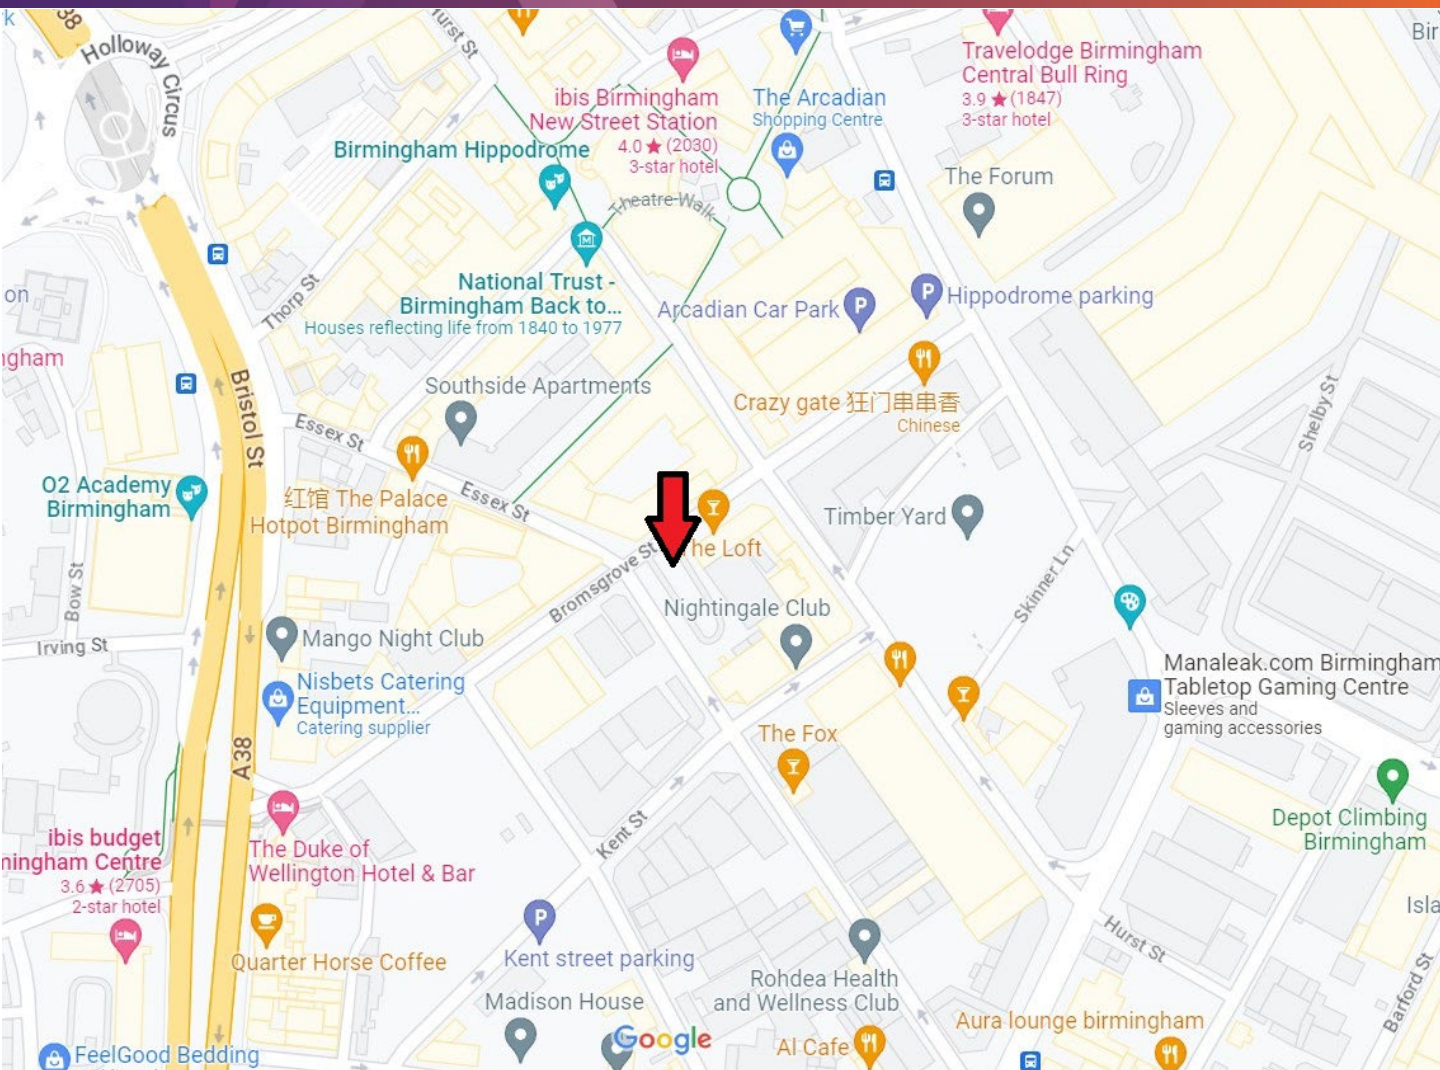 k
38
Holloway Circus
Hurst St
Bir
Travelodge Birmingham
Central Bull Ring
3.9 ★ (1847)
3-star hotel
ibis Birmingham
New Street Station
4.0 ★ (2030)
3-star hotel
The Arcadian
Shopping Centre
Birmingham Hippodrome
The Forum
Theatre Walk
on
Thorp St
National Trust -
Birmingham Back to...
Houses reflecting life from 1840 to 1977
Arcadian Car Park
P
P
Hippodrome parking
gham
Bristol St
Southside Apartments
Crazy gate 狂门串串香
Chinese
Shelby St
Essex St
O2 Academy
Birmingham
红馆 The Palace
Hotpot Birmingham
Essex St
Timber Yard
The Loft
Bromsgrove St
Bow St
Skinner Ln
Nightingale Club
Irving St
Mango Night Club
Manaleak.com Birmingham
Tabletop Gaming Centre
Sleeves and
gaming accessories
Nisbets Catering
Equipment...
Catering supplier
A38
The Fox
Kent St
Depot Climbing
Birmingham
ibis budget
mingham Centre
3.6 ★ (2705)
2-star hotel
The Duke of
Wellington Hotel & Bar
P
Isla
Hurst St
Quarter Horse Coffee
Kent street parking
Rohdea Health
and Wellness Club
Barford St
Madison House
Aura lounge birmingham
Google
Al Cafe
FeelGood Bedding